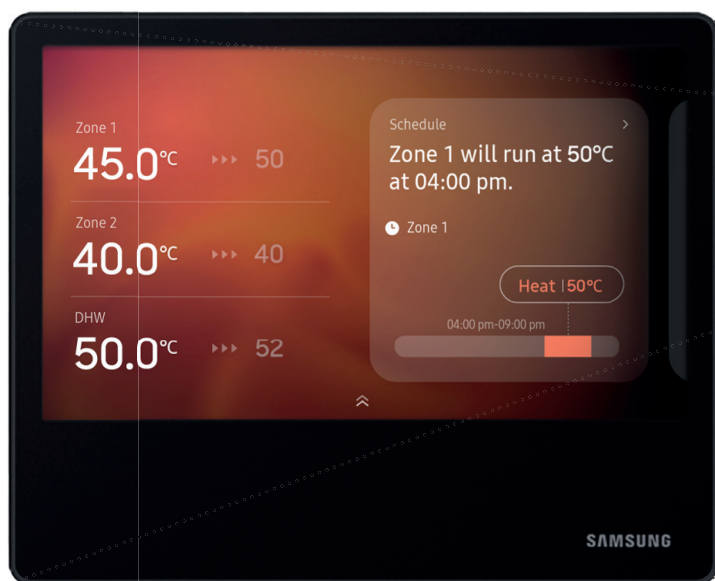 Zone 1
45.0°C ▸▸▸ 50
Zone 2
40.0°C ▸▸▸ 40
DHW
50.0°C ▸▸▸ 52
Schedule >
Zone 1 will run at 50°C
at 04:00 pm.
Zone 1
Heat | 50°C
04:00 pm-09:00 pm
SAMSUNG